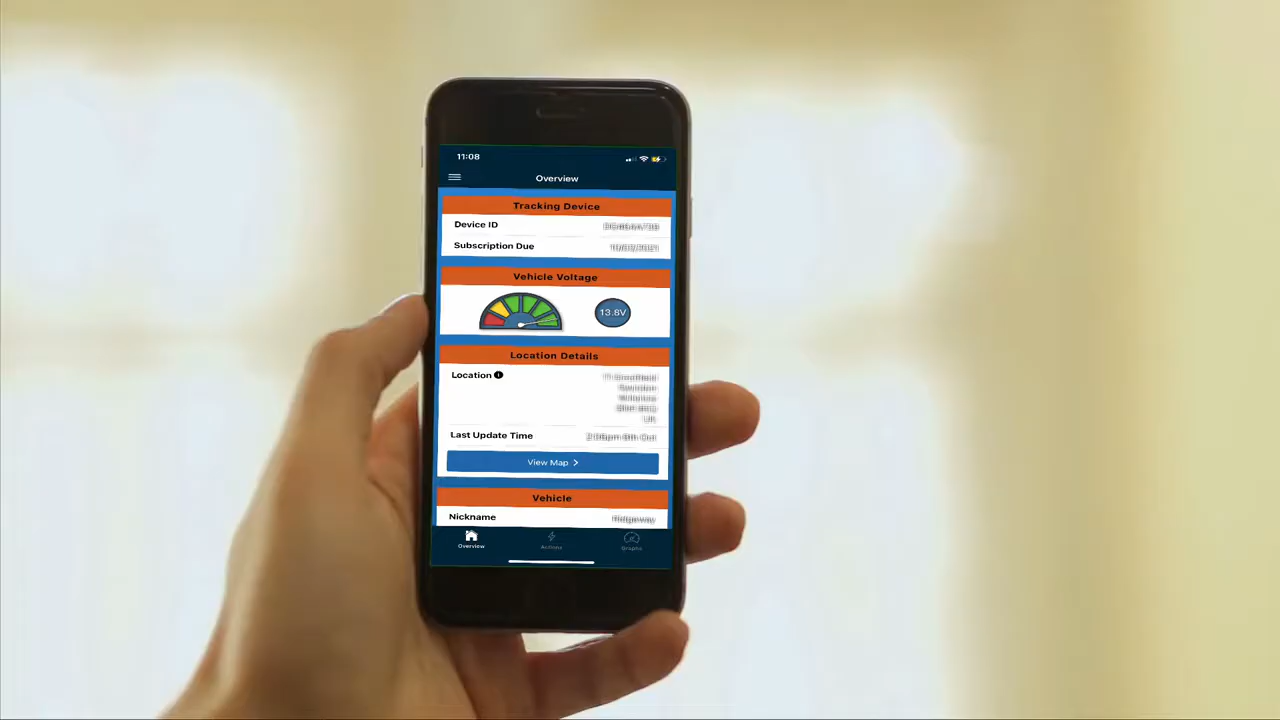 11:08
Overview
Tracking Device
Device ID
Subscription Due
Vehicle Voltage
13.8V
Location Details
Location
UK
Last Update Time
View Map
Vehicle
Nickname
Overview
Actions
Graphs